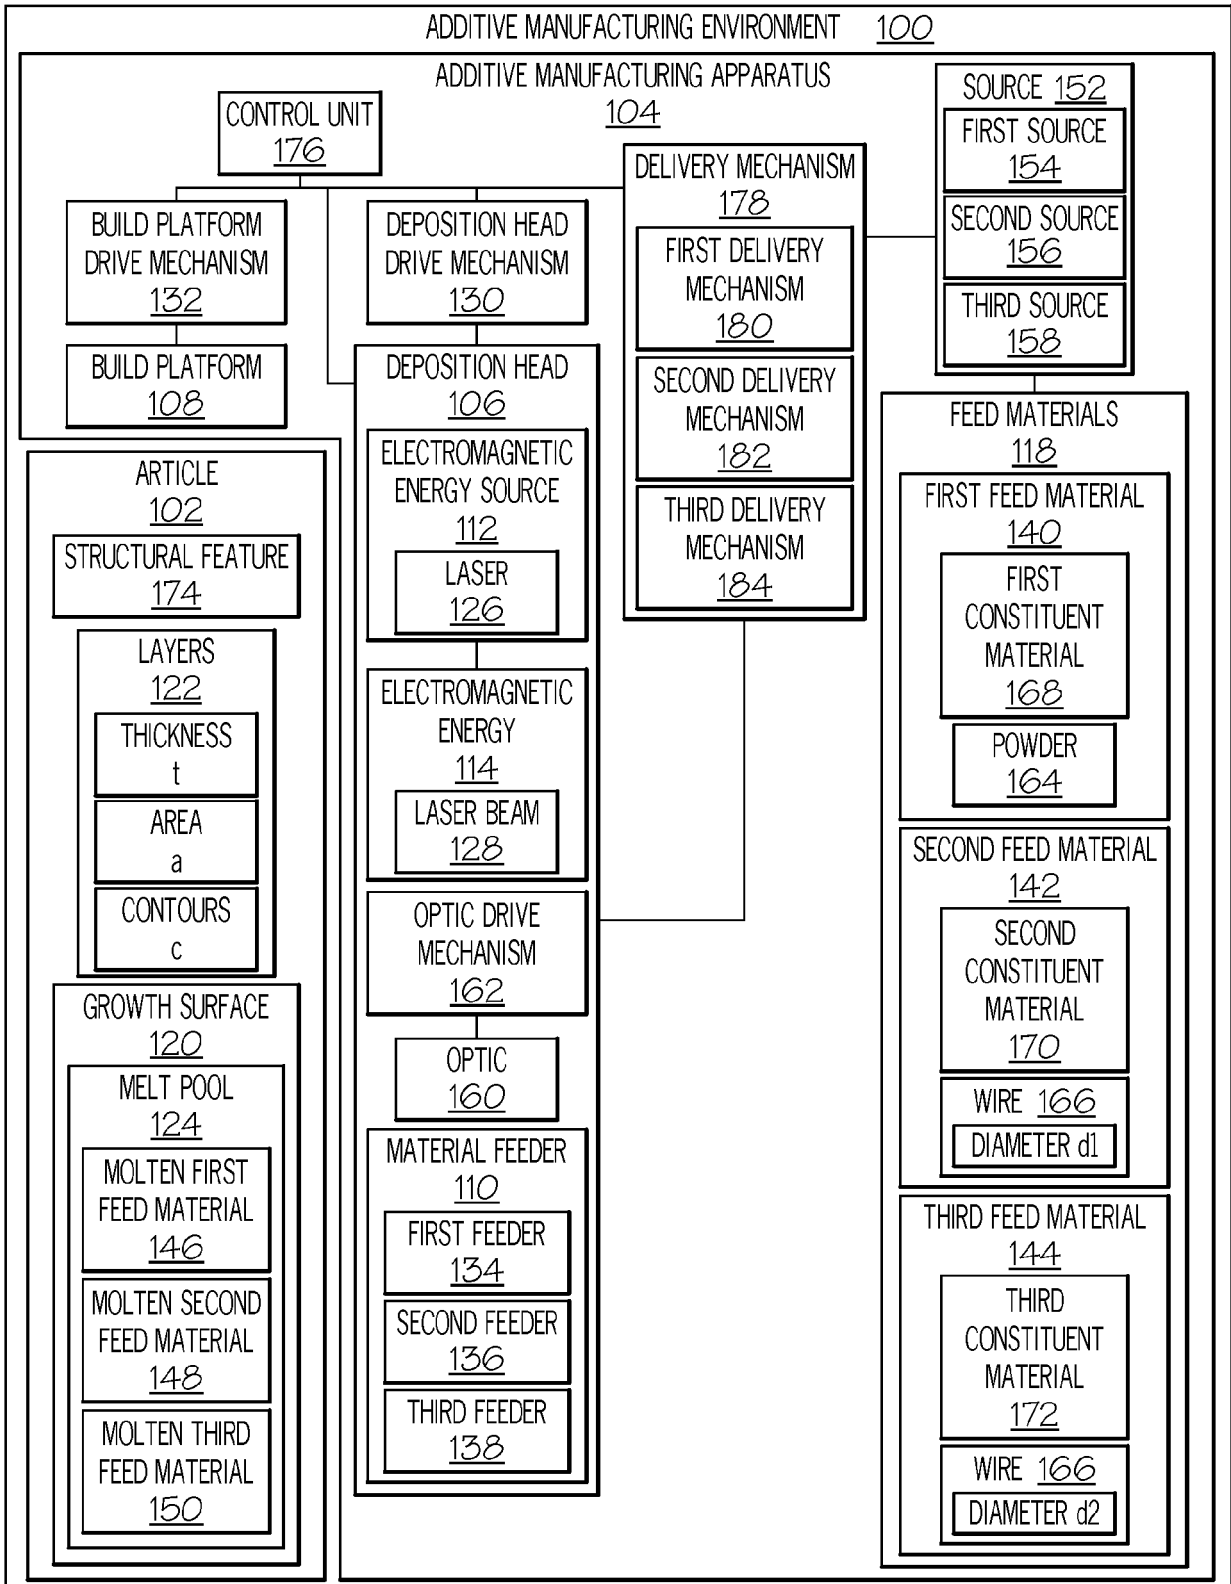 ADDITIVE MANUFACTURING ENVIRONMENT 100
ADDITIVE MANUFACTURING APPARATUS
104
CONTROL UNIT
176
BUILD PLATFORM
DRIVE MECHANISM
132
BUILD PLATFORM
108
DEPOSITION HEAD
DRIVE MECHANISM
130
DEPOSITION HEAD
106
ELECTROMAGNETIC
ENERGY SOURCE
112
LASER
126
ELECTROMAGNETIC
ENERGY
114
LASER BEAM
128
OPTIC DRIVE
MECHANISM
162
OPTIC
160
MATERIAL FEEDER
110
FIRST FEEDER
134
SECOND FEEDER
136
THIRD FEEDER
138
DELIVERY MECHANISM
178
FIRST DELIVERY
MECHANISM
180
SECOND DELIVERY
MECHANISM
182
THIRD DELIVERY
MECHANISM
184
SOURCE 152
FIRST SOURCE
154
SECOND SOURCE
156
THIRD SOURCE
158
FEED MATERIALS
118
FIRST FEED MATERIAL
140
FIRST
CONSTITUENT
MATERIAL
168
POWDER
164
SECOND FEED MATERIAL
142
SECOND
CONSTITUENT
MATERIAL
170
WIRE 166
DIAMETER d1
THIRD FEED MATERIAL
144
THIRD
CONSTITUENT
MATERIAL
172
WIRE 166
DIAMETER d2
ARTICLE
102
STRUCTURAL FEATURE
174
LAYERS
122
THICKNESS
t
AREA
a
CONTOURS
c
GROWTH SURFACE
120
MELT POOL
124
MOLTEN FIRST
FEED MATERIAL
146
MOLTEN SECOND
FEED MATERIAL
148
MOLTEN THIRD
FEED MATERIAL
150